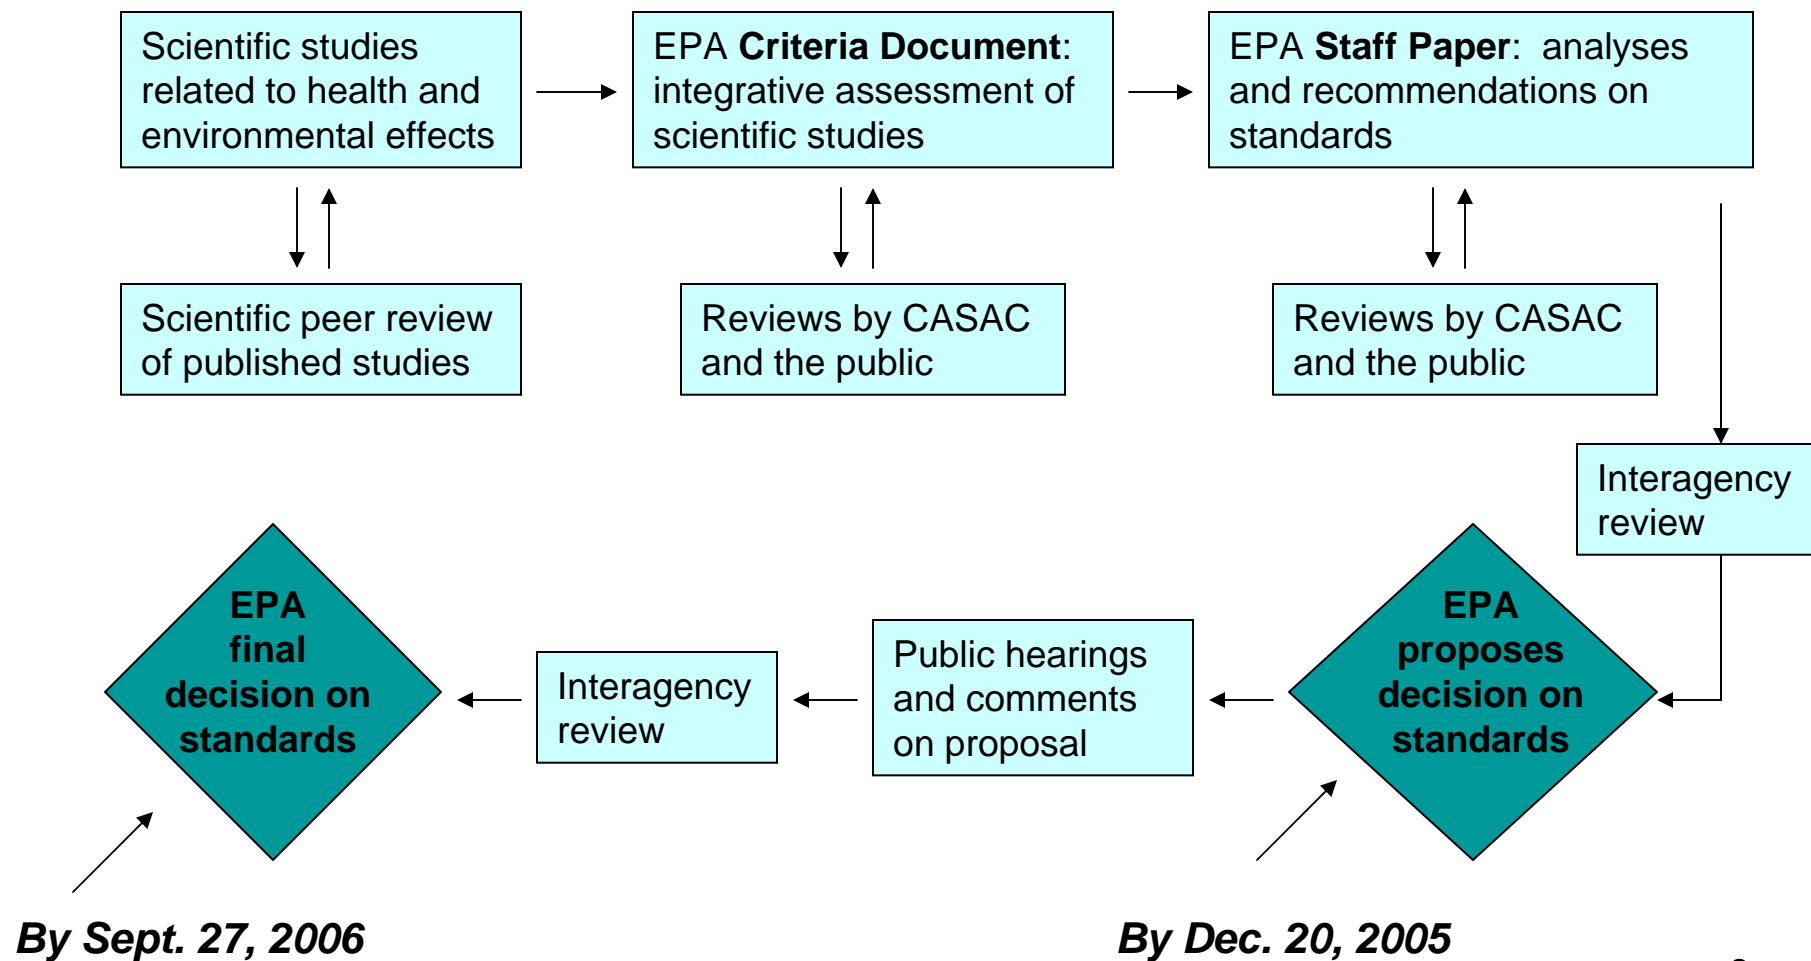 Scientific studies
related to health and
environmental effects
EPA Criteria Document:
integrative assessment of
scientific studies
EPA Staff Paper: analyses
and recommendations on
standards
Scientific peer review
of published studies
Reviews by CASAC
and the public
Reviews by CASAC
and the public
Interagency
review
EPA
proposes
decision on
standards
Public hearings
and comments
on proposal
Interagency
review
EPA
final
decision on
standards
By Sept. 27, 2006
By Dec. 20, 2005